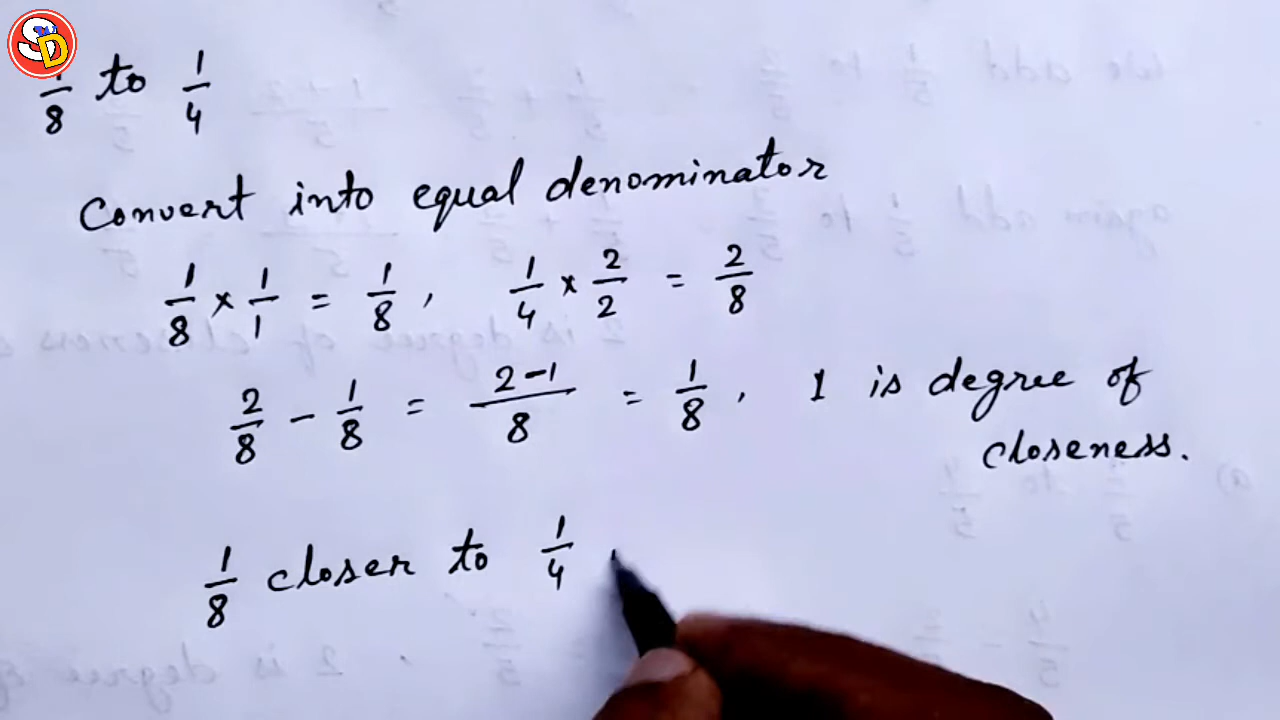 SD
1/8 to 1/4
Convert into equal denominator
1/8 × 1/1 = 1/8 , 1/4 × 2/2 = 2/8
2/8 - 1/8 = 2-1/8 = 1/8 , 1 is degree of
closeness.
1/8 closer to 1/4